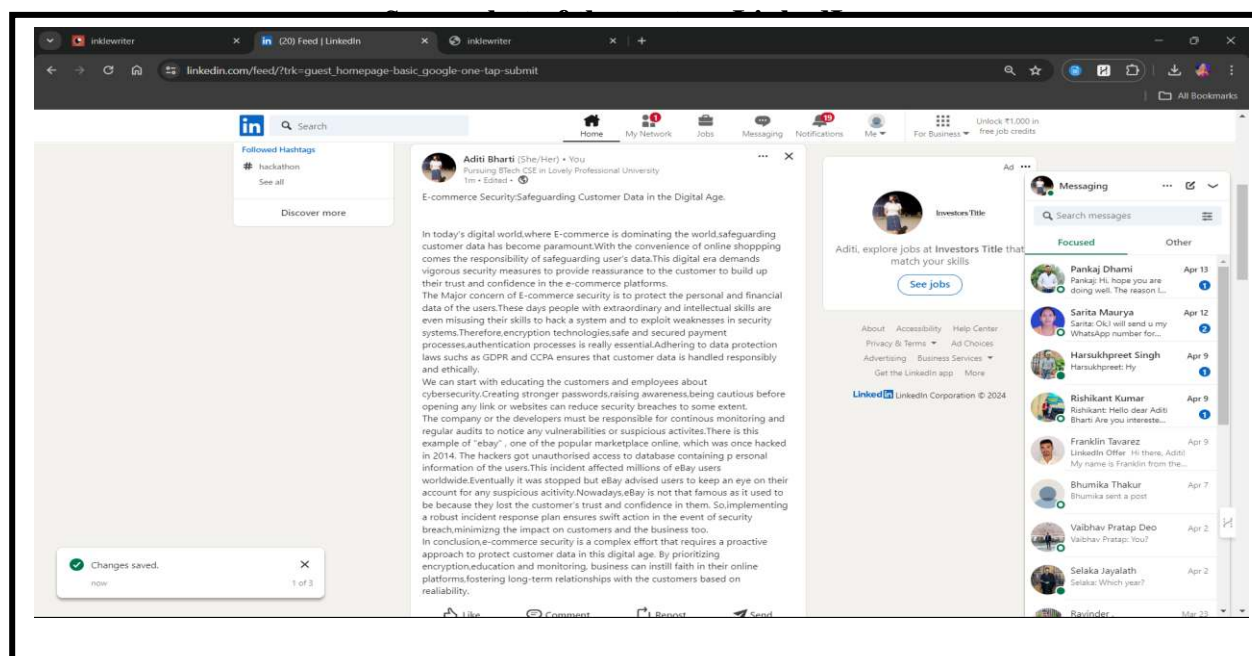 inklewriter
(20) Feed | LinkedIn
inklewriter
linkedin.com/feed/?trk=guest_homepage-basic_google-one-tap-submit
All Bookmarks
in
Search
Home
My Network
1
Jobs
Messaging
Notifications
19
Me
For Business
Unlock ₹1,000 in
free job credits
Followed Hashtags
# hackathon
See all
Discover more
Aditi Bharti (She/Her) • You
Pursuing BTech CSE in Lovely Professional University
1m • Edited •
E-commerce Security:Safeguarding Customer Data in the Digital Age.
In today's digital world,where E-commerce is dominating the world,safeguarding
customer data has become paramount.With the convenience of online shoppping
comes the responsibility of safeguarding user's data.This digital era demands
vigorous security measures to provide reassurance to the customer to build up
their trust and confidence in the e-commerce platforms.
The Major concern of E-commerce security is to protect the personal and financial
data of the users.These days people with extraordinary and intellectual skills are
even misusing their skills to hack a system and to exploit weaknesses in security
systems.Therefore,encryption technologies,safe and secured payment
processes,authentication processes is really essential.Adhering to data protection
laws suchs as GDPR and CCPA ensures that customer data is handled responsibly
and ethically.
We can start with educating the customers and employees about
cybersecurity.Creating stronger passwords,raising awareness,being cautious before
opening any link or websites can reduce security breaches to some extent.
The company or the developers must be responsible for continous monitoring and
regular audits to notice any vulnerabilities or suspicious activites.There is this
example of "ebay" , one of the popular marketplace online, which was once hacked
in 2014. The hackers got unauthorised access to database containing p ersonal
information of the users.This incident affected millions of eBay users
worldwide.Eventually it was stopped but eBay advised users to keep an eye on their
account for any suspicious acitivity.Nowadays,eBay is not that famous as it used to
be because they lost the customer's trust and confidence in them. So,implementing
a robust incident response plan ensures swift action in the event of security
breach,minimizng the impact on customers and the business too.
In conclusion,e-commerce security is a complex effort that requires a proactive
approach to protect customer data in this digital age. By prioritizing
encryption,education and monitoring, business can instill faith in their online
platforms,fostering long-term relationships with the customers based on
realiability.
Like
Comment
Repost
Send
Ad
Investors Title
Aditi, explore jobs at Investors Title that
match your skills
See jobs
About Accessibility Help Center
Privacy & Terms Ad Choices
Advertising Business Services
Get the LinkedIn app More
Linked in LinkedIn Corporation © 2024
Messaging
Search messages
Focused
Other
Pankaj Dhami Apr 13
Pankaj: Hi, hope you are
doing well. The reason I...
1
Sarita Maurya Apr 12
Sarita: Ok,I will send u my
WhatsApp number for...
2
Harsukhpreet Singh Apr 9
Harsukhpreet: Hy
1
Rishikant Kumar Apr 9
Rishikant: Hello dear Aditi
Bharti Are you intereste...
1
Franklin Tavarez Apr 9
LinkedIn Offer Hi there, Aditi!
My name is Franklin from the...
Bhumika Thakur Apr 7
Bhumika sent a post
Vaibhav Pratap Deo Apr 2
Vaibhav Pratap: You?
Selaka Jayalath Apr 2
Selaka: Which year?
Ravinder . Mar 23
Changes saved.
now
1 of 3